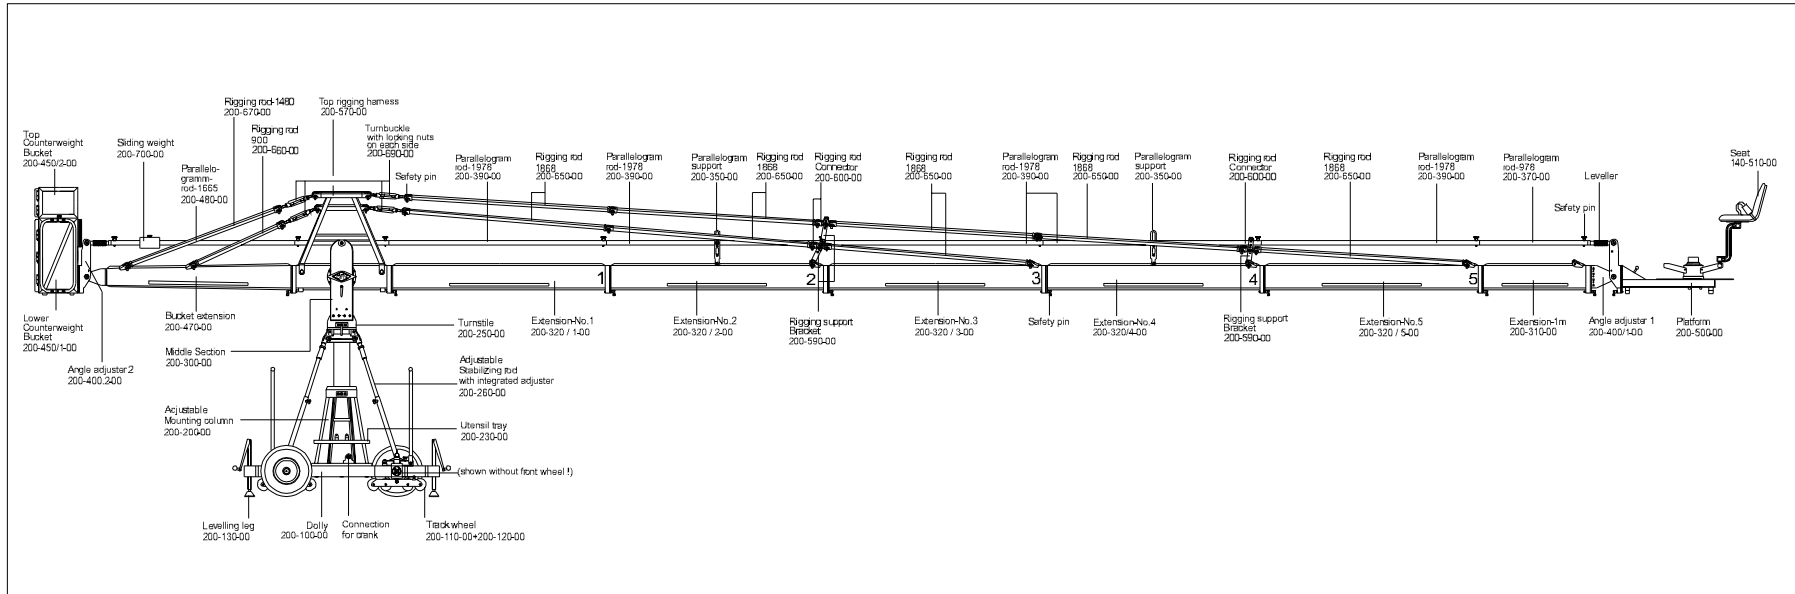 Rigging rod-1480
200-670-00
Top rigging harness
200-570-00
Top
Counterweight
Bucket
200-450/2-00
Sliding weight
200-700-00
Rigging rod
900
200-660-00
Turnbuckle
with locking nuts
on each side
200-690-00
Parallelo-
gramm-
rod-1665
200-480-00
Safety pin
Parallelogram
rod-1978
200-390-00
Rigging rod
1868
200-650-00
Parallelogram
rod-1978
200-390-00
Parallelogram
support
200-350-00
Rigging rod
1868
200-650-00
Rigging rod
Connector
200-600-00
Rigging rod
1868
200-650-00
Parallelogram
rod-1978
200-390-00
Rigging rod
1868
200-650-00
Parallelogram
support
200-350-00
Rigging rod
Connector
200-600-00
Rigging rod
1868
200-650-00
Parallelogram
rod-1978
200-390-00
Parallelogram
rod-978
200-370-00
Leveller
Safety pin
Seat
140-510-00
1
2
3
4
5
Lower
Counterweight
Bucket
200-450/1-00
Angle adjuster 2
200-400.2-00
Bucket extension
200-470-00
Middle Section
200-300-00
Turnstile
200-250-00
Extension-No.1
200-320 / 1-00
Extension-No.2
200-320 / 2-00
Rigging support
Bracket
200-590-00
Extension-No.3
200-320 / 3-00
Safety pin
Extension-No.4
200-320/4-00
Rigging support
Bracket
200-590-00
Extension-No.5
200-320 / 5-00
Extension-1m
200-310-00
Angle adjuster 1
200-400/1-00
Platform
200-500-00
Adjustable
Stabilizing rod
with integrated adjuster
200-260-00
Adjustable
Mounting column
200-200-00
Utensil tray
200-230-00
(shown without front wheel !)
Levelling leg
200-130-00
Dolly
200-100-00
Connection
for crank
Track wheel
200-110-00+200-120-00